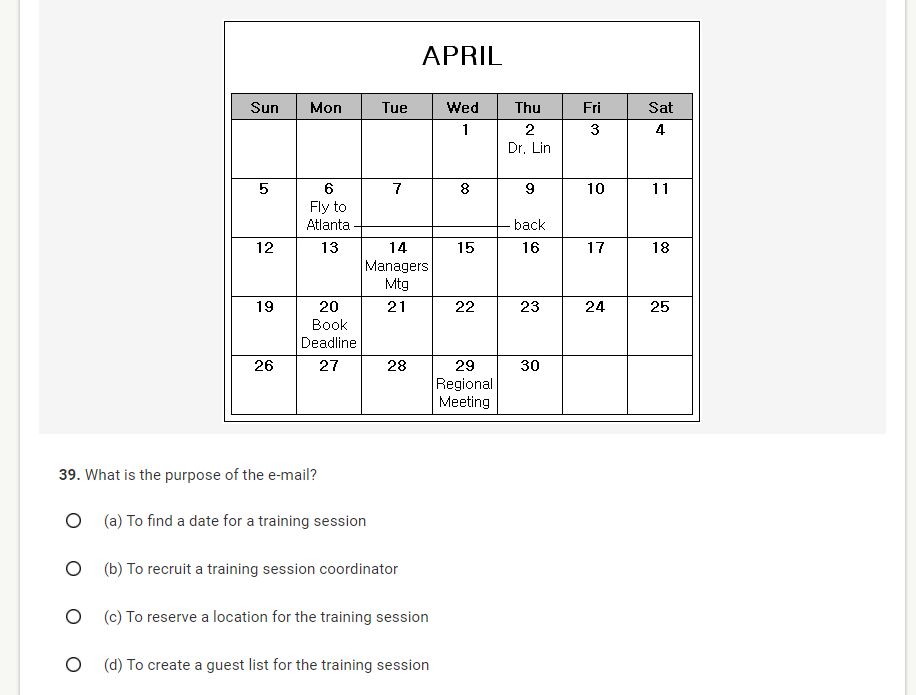 APRIL
Sun Mon Tue Wed Thu Fri Sat
1 2 3 4
Dr. Lin
5 6 7 8 9 10 11
Fly to
Atlanta back
12 13 14 15 16 17 18
Managers
Mtg
19 20 21 22 23 24 25
Book
Deadline
26 27 28 29 30
Regional
Meeting
39. What is the purpose of the e-mail?
(a) To find a date for a training session
(b) To recruit a training session coordinator
(c) To reserve a location for the training session
(d) To create a guest list for the training session